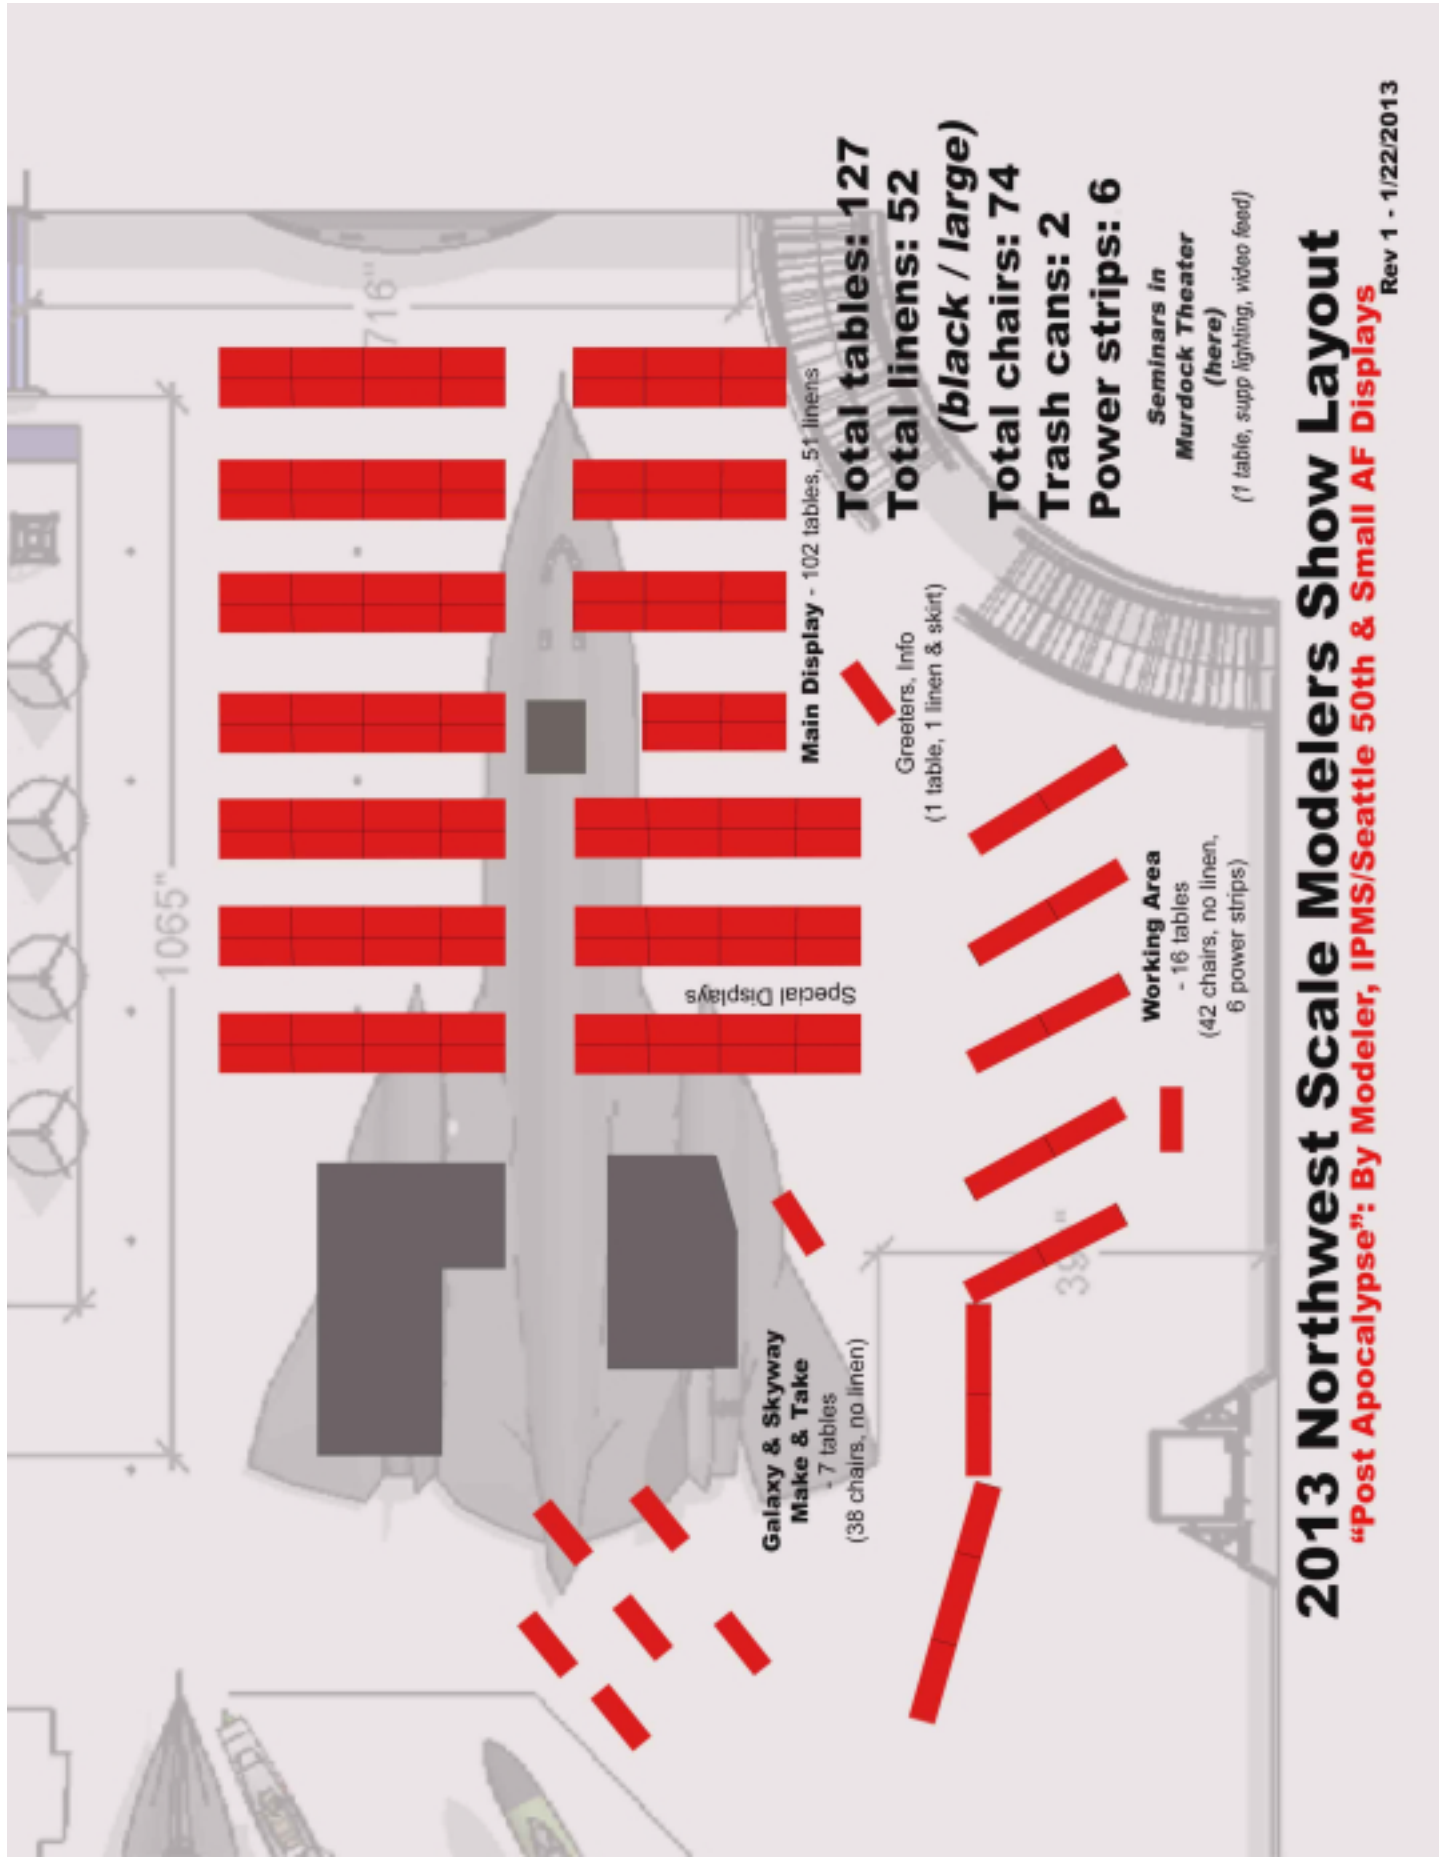 716"
1065"
39"
Special Displays
Main Display - 102 tables, 51 linens
Greeters, Info
(1 table, 1 linen & skirt)
Galaxy & Skyway
Make & Take
- 7 tables
(38 chairs, no linen)
Working Area
- 16 tables
(42 chairs, no linen,
6 power strips)
Total tables: 127
Total linens: 52
(black / large)
Total chairs: 74
Trash cans: 2
Power strips: 6
Seminars in
Murdock Theater
(here)
(1 table, supp lighting, video feed)
2013 Northwest Scale Modelers Show Layout
“Post Apocalypse”: By Modeler, IPMS/Seattle 50th & Small AF Displays
Rev 1 - 1/22/2013